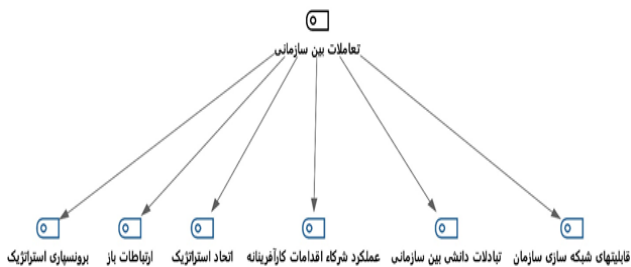 تعاملات بین سازمانی
قابلیتهای شبکه سازی سازمان
تبادلات دانشی بین سازمانی
عملکرد شرکاء اقدامات کارآفرینانه
اتحاد استراتژیک
ارتباطات باز
برونسپاری استراتژیک